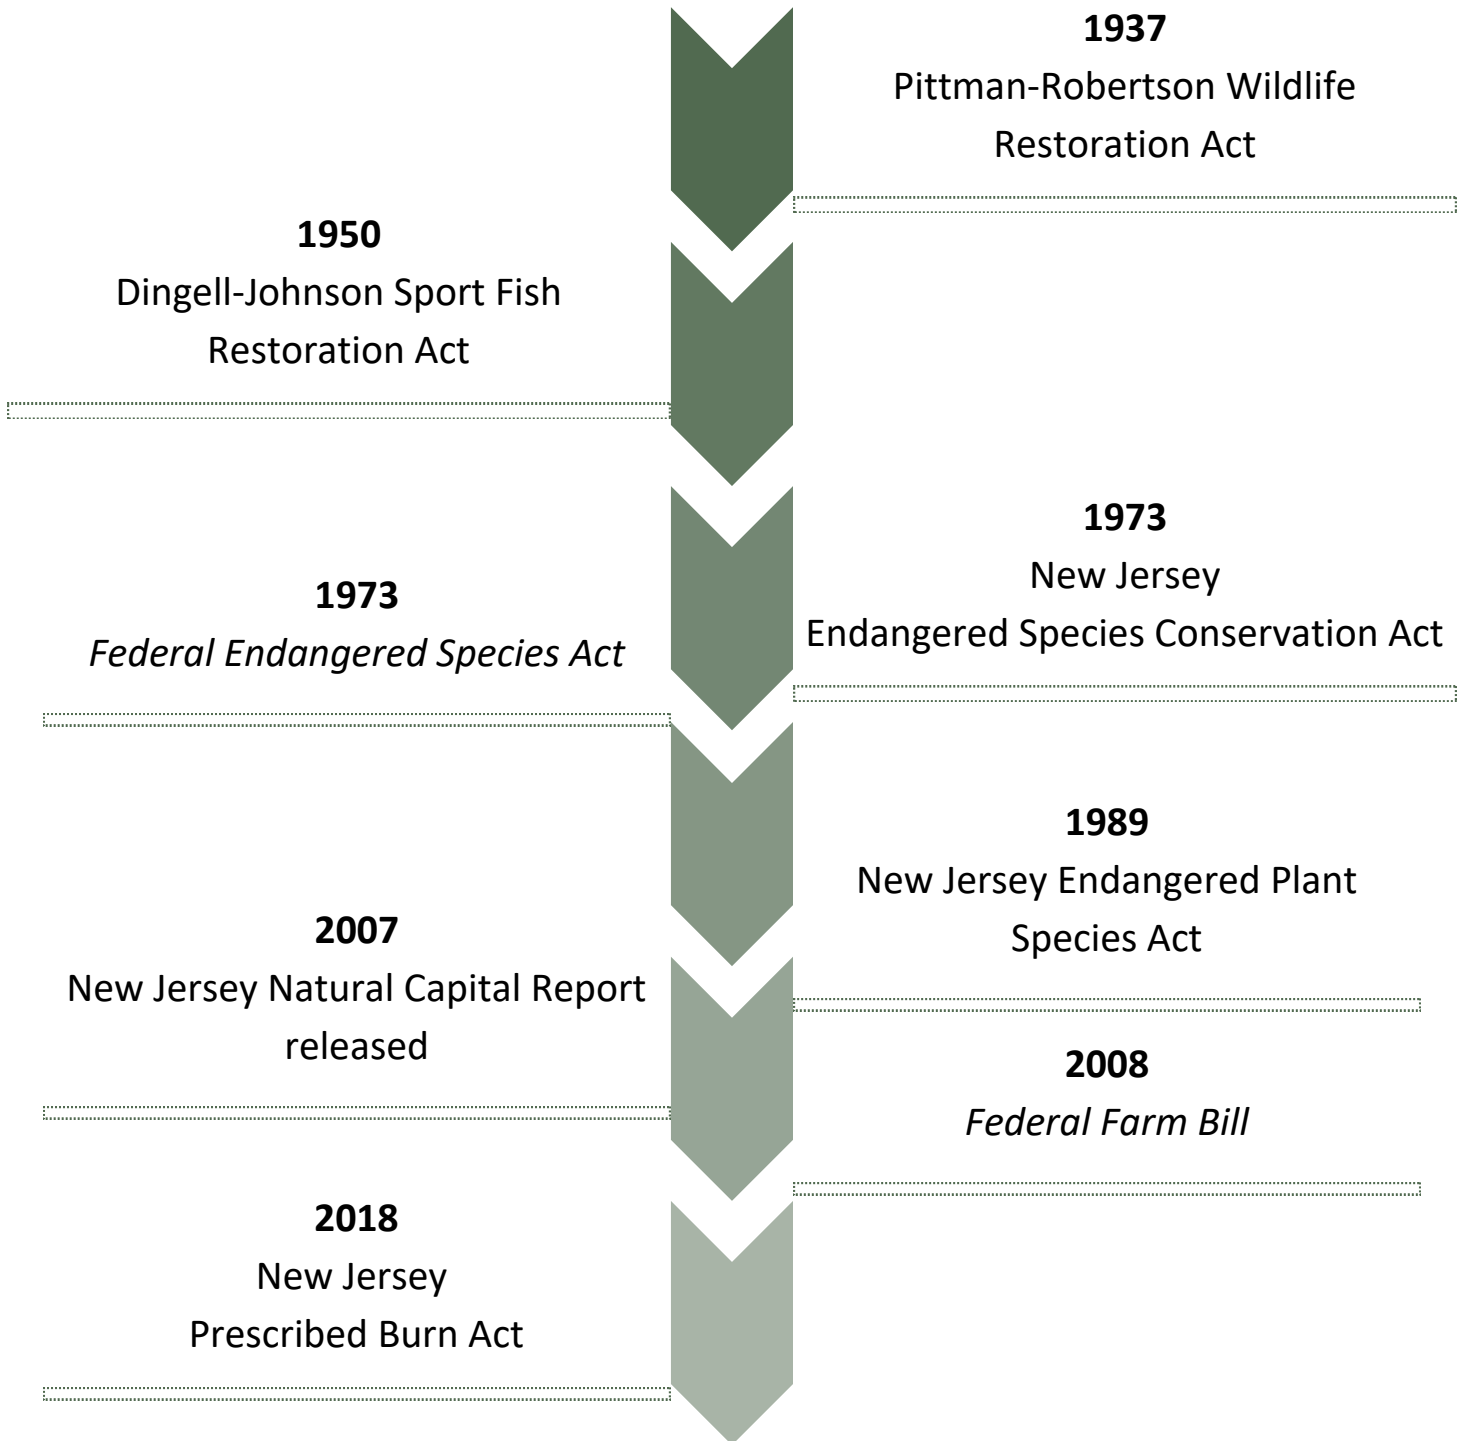 1937
Pittman-Robertson Wildlife
Restoration Act
1950
Dingell-Johnson Sport Fish
Restoration Act
1973
New Jersey
Endangered Species Conservation Act
1973
Federal Endangered Species Act
1989
New Jersey Endangered Plant
Species Act
2007
New Jersey Natural Capital Report
released
2008
Federal Farm Bill
2018
New Jersey
Prescribed Burn Act